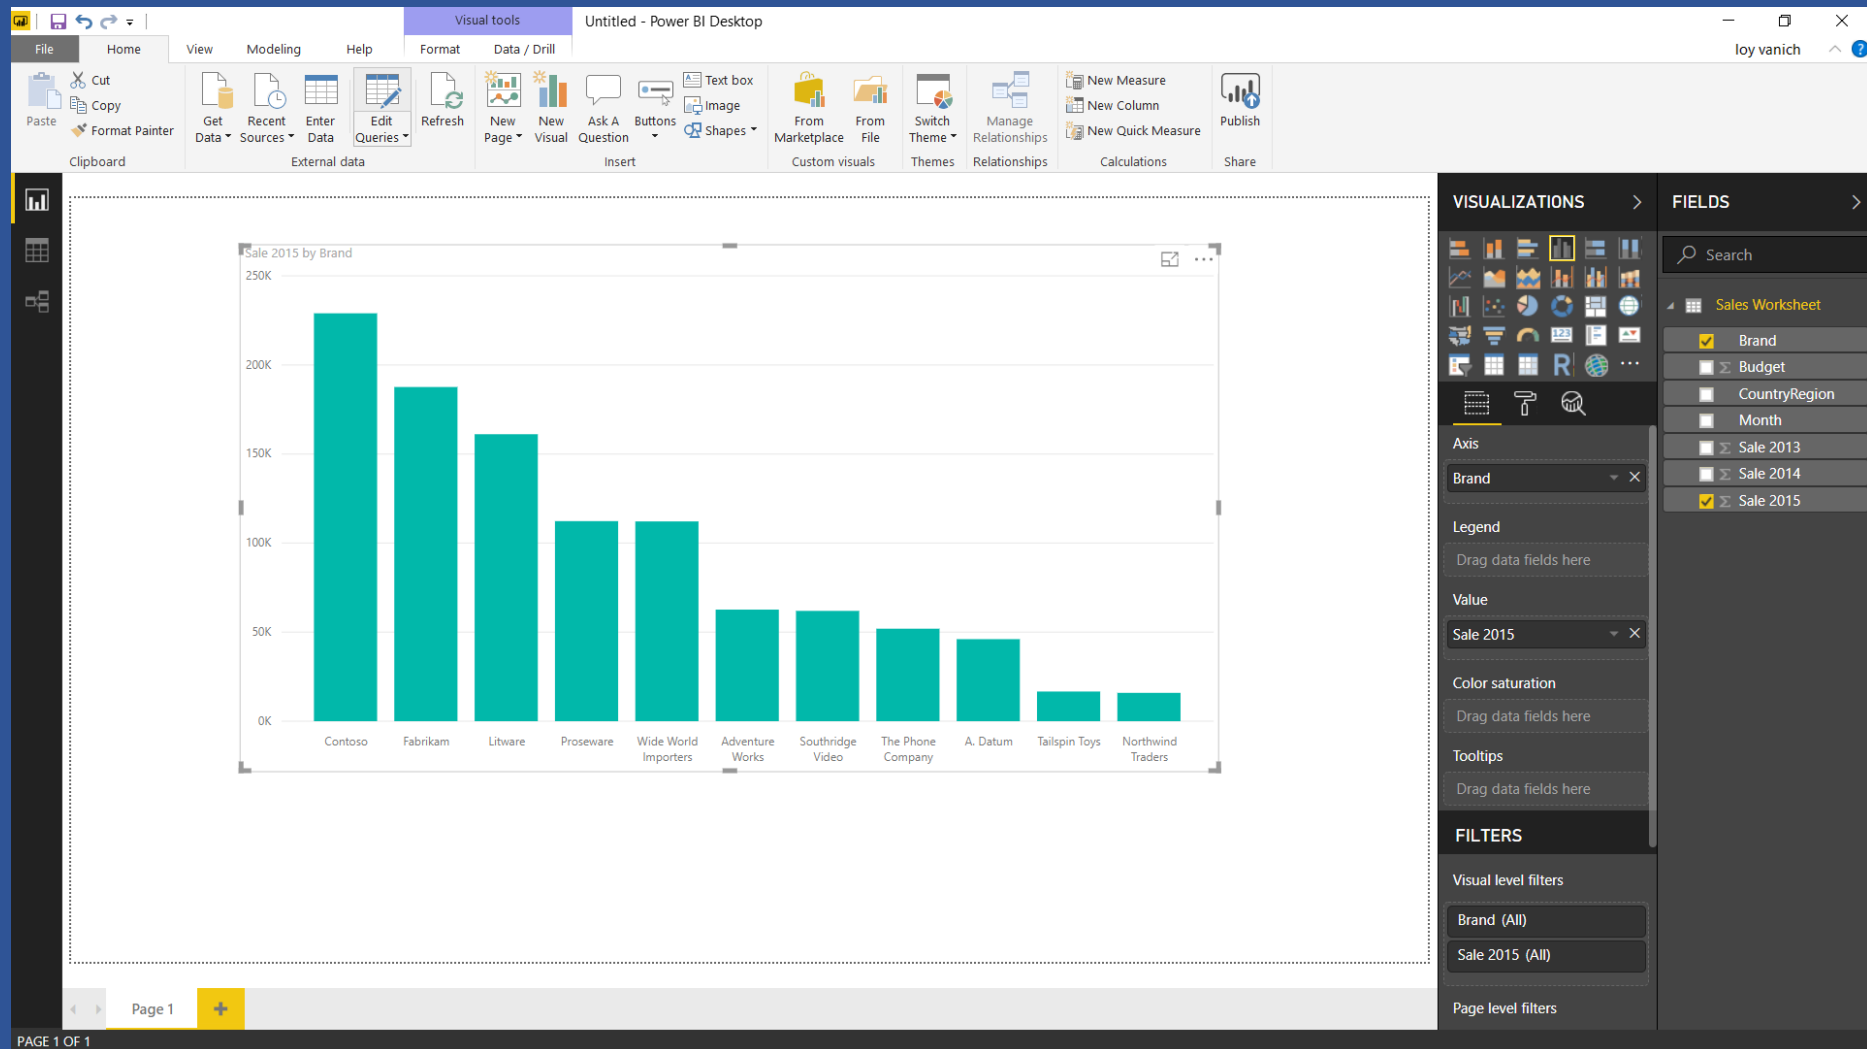 Visual tools
Untitled - Power BI Desktop
File
Home
View
Modeling
Help
Format
Data / Drill
loy vanich
?
Paste
Cut
Copy
Format Painter
Clipboard
Get
Data
Recent
Sources
Enter
Data
Edit
Queries
Refresh
External data
New
Page
New
Visual
Ask A
Question
Buttons
Text box
Image
Shapes
Insert
From
Marketplace
From
File
Custom visuals
Switch
Theme
Themes
Manage
Relationships
Relationships
New Measure
New Column
New Quick Measure
Calculations
Publish
Share
Sale 2015 by Brand
250K
200K
150K
100K
50K
0K
Contoso
Fabrikam
Litware
Proseware
Wide World
Importers
Adventure
Works
Southridge
Video
The Phone
Company
A. Datum
Tailspin Toys
Northwind
Traders
VISUALIZATIONS
123
R
Axis
Brand
Legend
Drag data fields here
Value
Sale 2015
Color saturation
Drag data fields here
Tooltips
Drag data fields here
FILTERS
Visual level filters
Brand (All)
Sale 2015 (All)
Page level filters
FIELDS
Search
Sales Worksheet
Brand
Σ Budget
CountryRegion
Month
Σ Sale 2013
Σ Sale 2014
Σ Sale 2015
Page 1
PAGE 1 OF 1